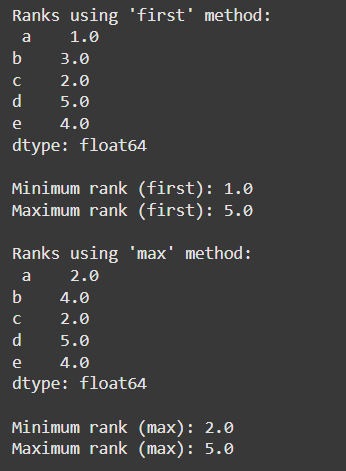 Ranks using 'first' method:
 a    1.0
b    3.0
c    2.0
d    5.0
e    4.0
dtype: float64

Minimum rank (first): 1.0
Maximum rank (first): 5.0

Ranks using 'max' method:
 a    2.0
b    4.0
c    2.0
d    5.0
e    4.0
dtype: float64

Minimum rank (max): 2.0
Maximum rank (max): 5.0